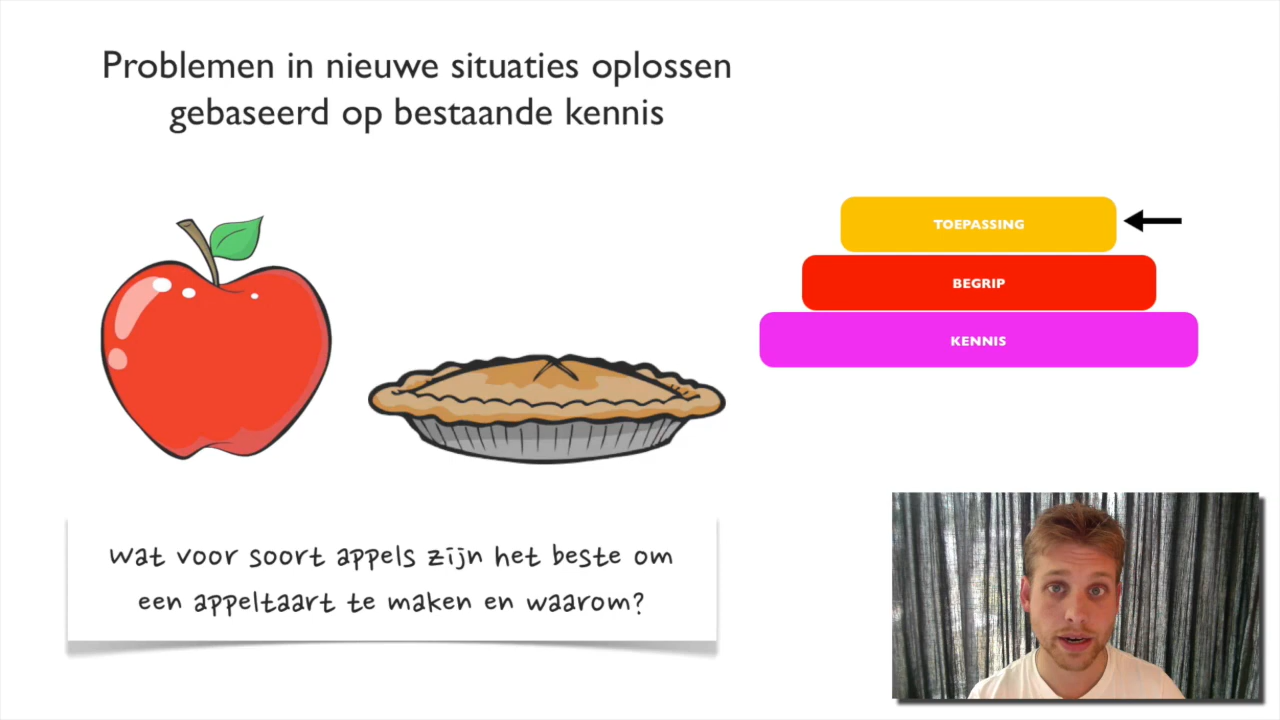 Problemen in nieuwe situaties oplossen
gebaseerd op bestaande kennis
TOEPASSING
BEGRIP
KENNIS
Wat voor soort appels zijn het beste om
een appeltaart te maken en waarom?